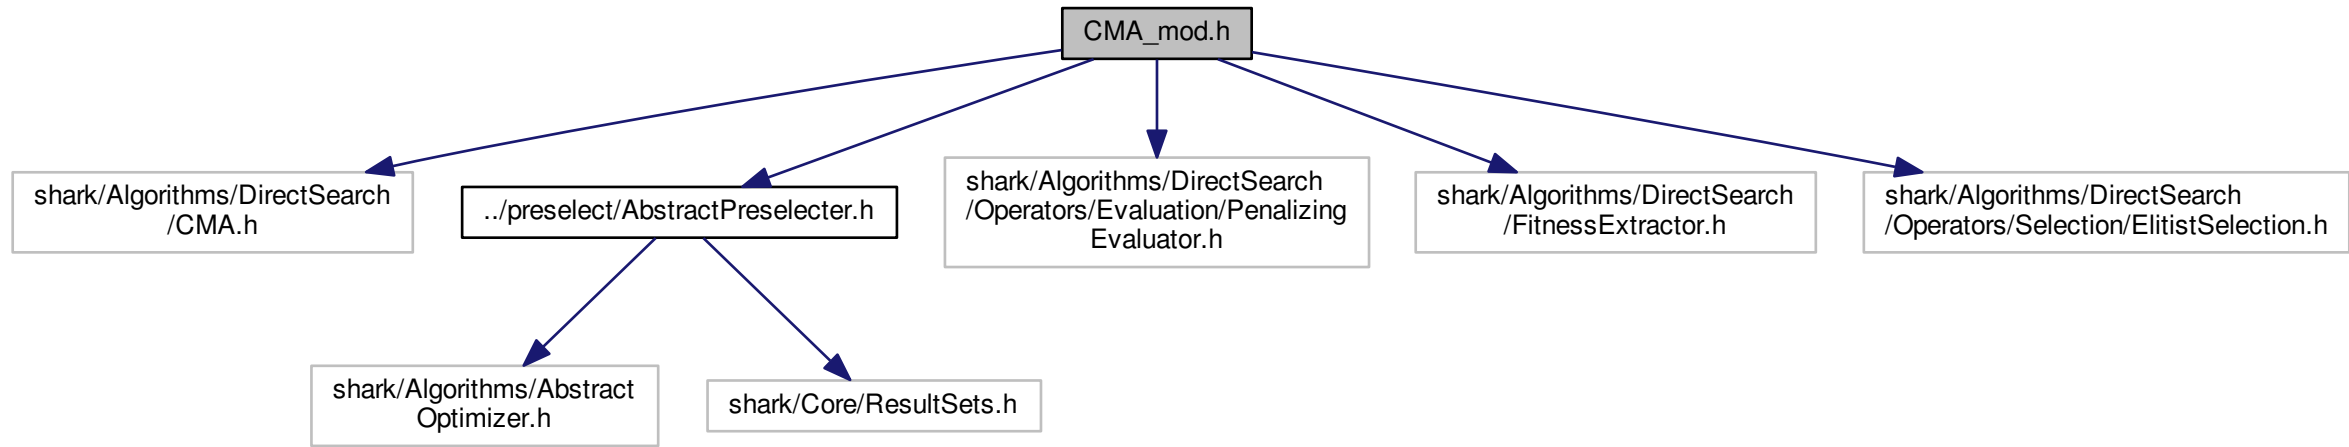 CMA_mod.h
shark/Algorithms/DirectSearch
/CMA.h
../preselect/AbstractPreselecter.h
shark/Algorithms/DirectSearch
/Operators/Evaluation/Penalizing
Evaluator.h
shark/Algorithms/DirectSearch
/FitnessExtractor.h
shark/Algorithms/DirectSearch
/Operators/Selection/ElitistSelection.h
shark/Algorithms/Abstract
Optimizer.h
shark/Core/ResultSets.h